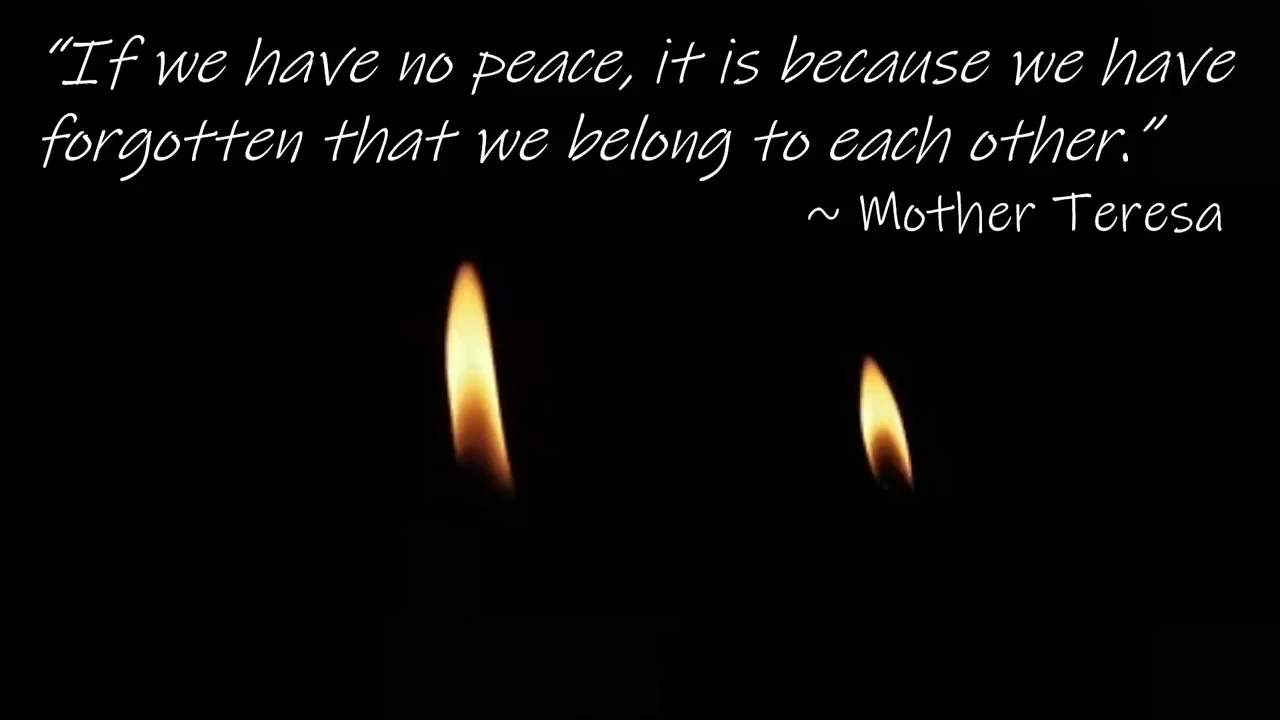 “If we have no peace, it is because we have
forgotten that we belong to each other.”
~ Mother Teresa